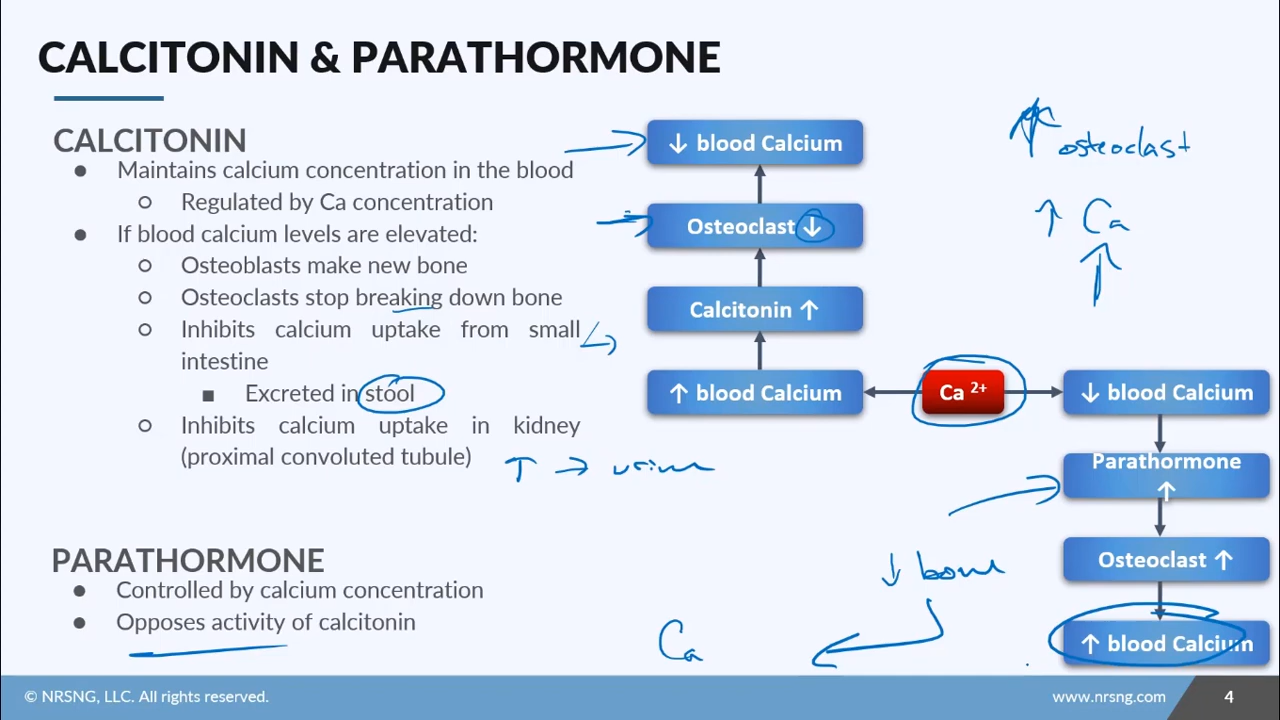 CALCITONIN & PARATHORMONE
CALCITONIN
● Maintains calcium concentration in the blood
○ Regulated by Ca concentration
● If blood calcium levels are elevated:
○ Osteoblasts make new bone
○ Osteoclasts stop breaking down bone
○ Inhibits calcium uptake from small
intestine
■ Excreted in stool
○ Inhibits calcium uptake in kidney
(proximal convoluted tubule)
↑ → urine
PARATHORMONE
● Controlled by calcium concentration
● Opposes activity of calcitonin
↓ blood Calcium
Osteoclast ↓
Calcitonin ↑
↑ blood Calcium
Ca 2+
↓ blood Calcium
Parathormone
↑
Osteoclast ↑
↑ blood Calcium
↑ osteoclast
↑ Ca
↑
↓ bone
Ca
© NRSNG, LLC. All rights reserved.
www.nrsng.com
4